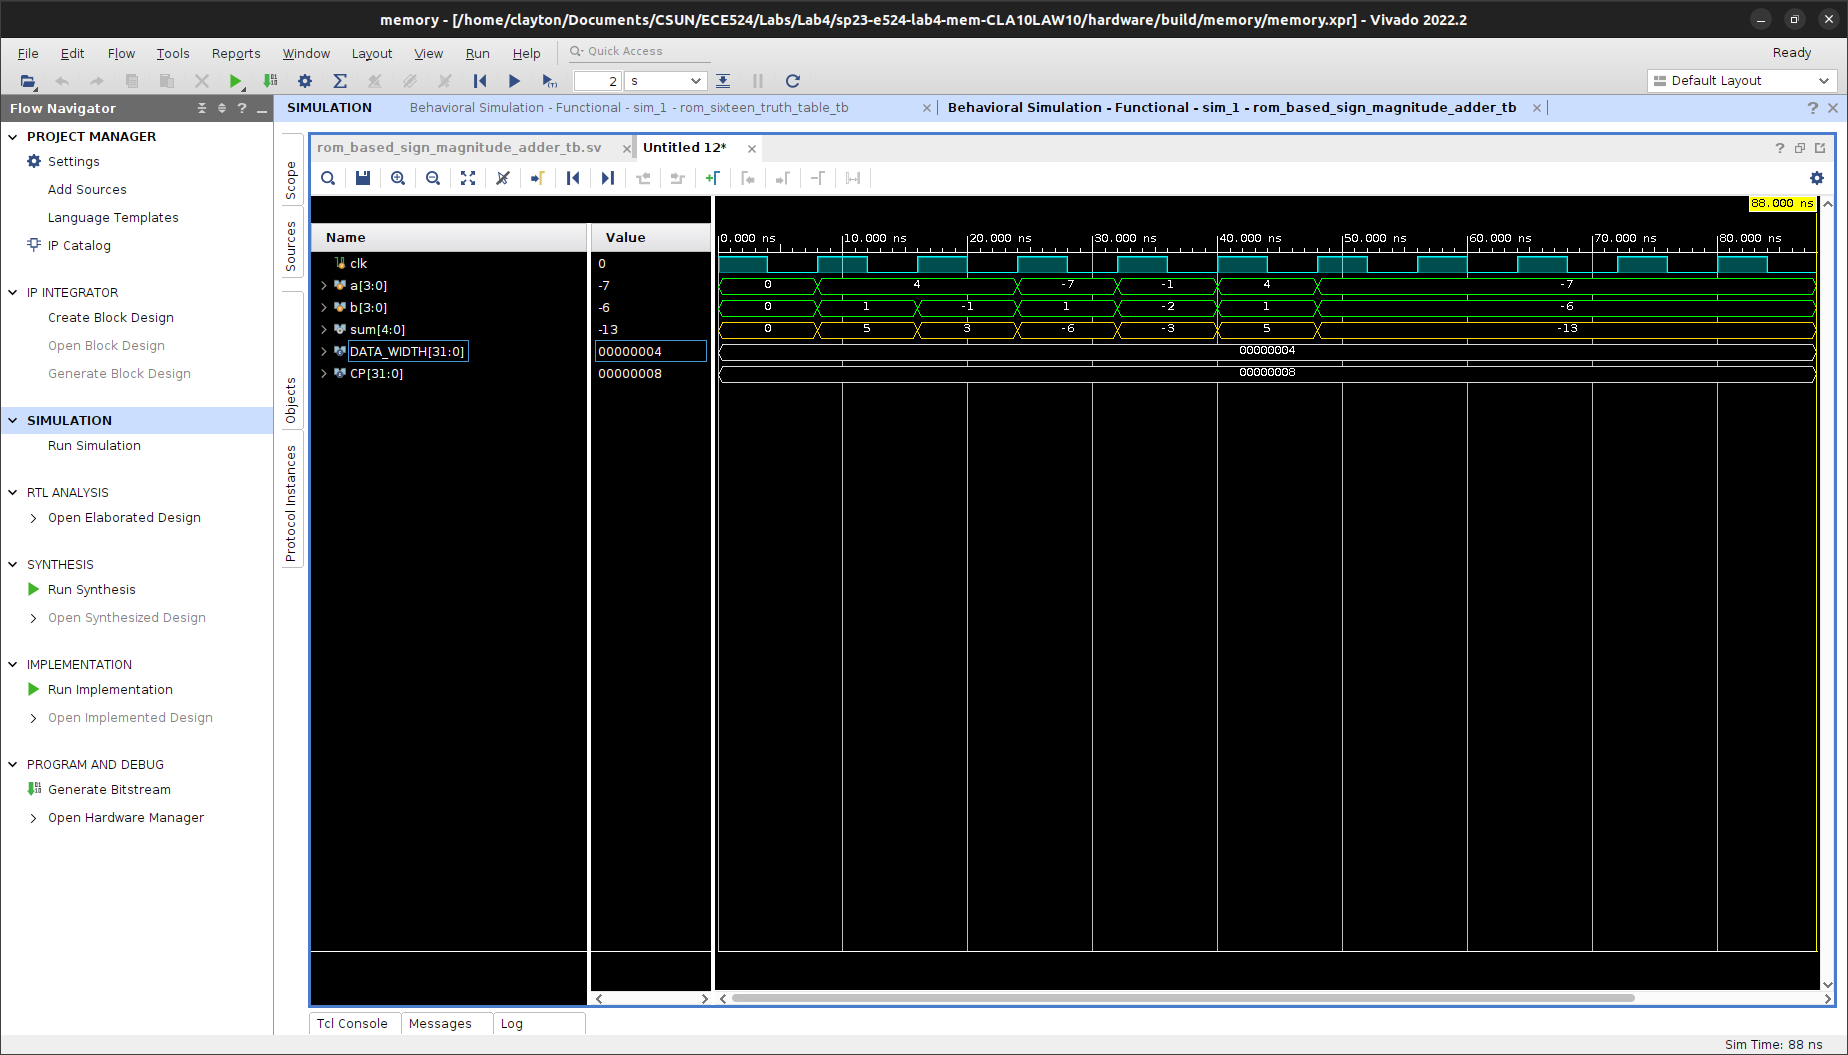 memory - [/home/clayton/Documents/CSUN/ECE524/Labs/Lab4/sp23-e524-lab4-mem-CLA10LAW10/hardware/build/memory/memory.xpr] - Vivado 2022.2
File Edit Flow Tools Reports Window Layout View Run Help Quick Access Ready
2 s Default Layout
Flow Navigator
PROJECT MANAGER
Settings
Add Sources
Language Templates
IP Catalog
IP INTEGRATOR
Create Block Design
Open Block Design
Generate Block Design
SIMULATION
Run Simulation
RTL ANALYSIS
Open Elaborated Design
SYNTHESIS
Run Synthesis
Open Synthesized Design
IMPLEMENTATION
Run Implementation
Open Implemented Design
PROGRAM AND DEBUG
Generate Bitstream
Open Hardware Manager
SIMULATION Behavioral Simulation - Functional - sim_1 - rom_sixteen_truth_table_tb Behavioral Simulation - Functional - sim_1 - rom_based_sign_magnitude_adder_tb
Scope
Sources
Objects
Protocol Instances
rom_based_sign_magnitude_adder_tb.sv Untitled 12*
88.000 ns
Name Value 0.000 ns 10.000 ns 20.000 ns 30.000 ns 40.000 ns 50.000 ns 60.000 ns 70.000 ns 80.000 ns
clk 0
a[3:0] -7 0 4 -7 -1 4 -7
b[3:0] -6 0 1 -1 1 -2 1 -6
sum[4:0] -13 0 5 3 -6 -3 5 -13
DATA_WIDTH[31:0] 00000004 00000004
CP[31:0] 00000008 00000008
Tcl Console Messages Log
Sim Time: 88 ns